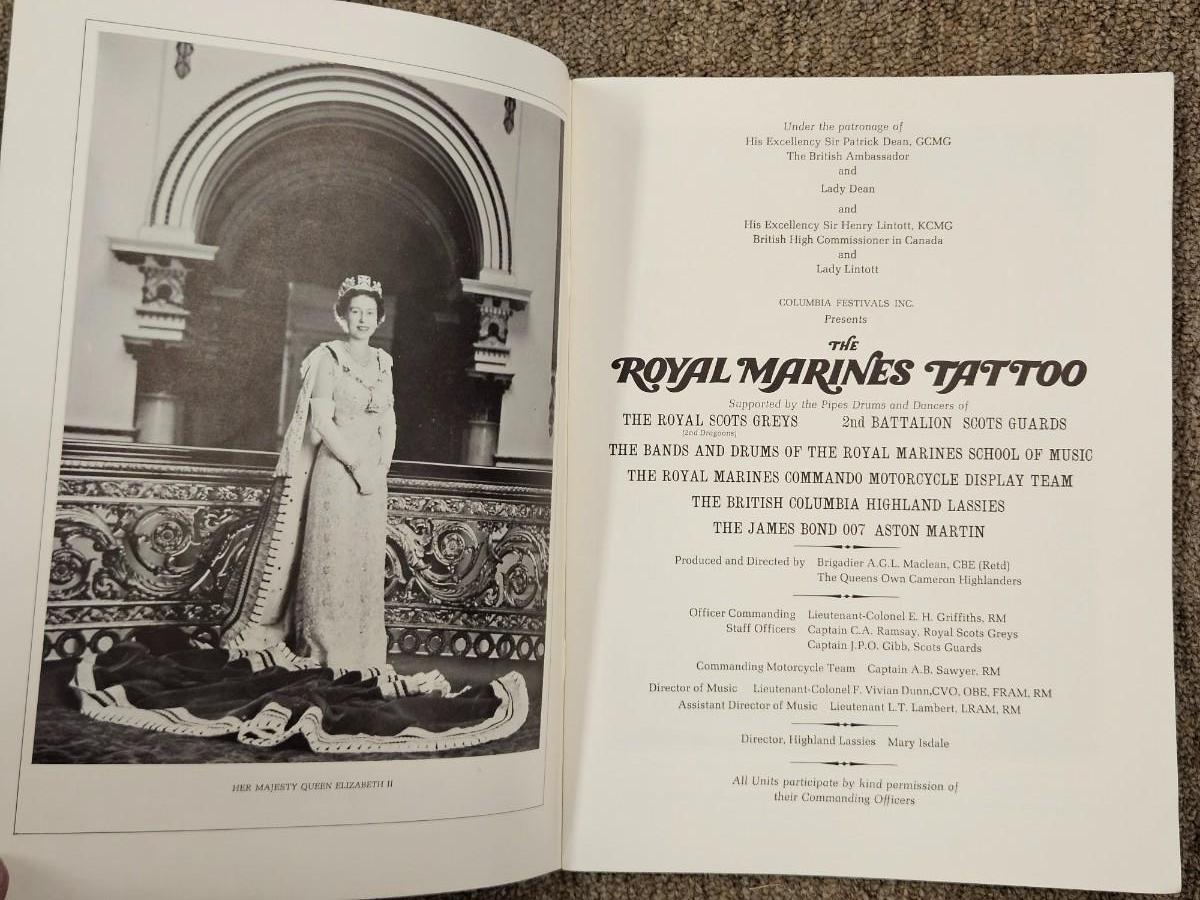 HER MAJESTY QUEEN ELIZABETH II
Under the patronage of
His Excellency Sir Patrick Dean, GCMG
The British Ambassador
and
Lady Dean
and
His Excellency Sir Henry Lintott, KCMG
British High Commissioner in Canada
and
Lady Lintott
COLUMBIA FESTIVALS INC.
Presents
THE
ROYAL MARINES TATTOO
Supported by the Pipes Drums and Dancers of
THE ROYAL SCOTS GREYS 2nd BATTALION SCOTS GUARDS
(2nd Dregoons)
THE BANDS AND DRUMS OF THE ROYAL MARINES SCHOOL OF MUSIC
THE ROYAL MARINES COMMANDO MOTORCYCLE DISPLAY TEAM
THE BRITISH COLUMBIA HIGHLAND LASSIES
THE JAMES BOND 007 ASTON MARTIN
Produced and Directed by Brigadier A.G.L. Maclean, CBE (Retd)
The Queens Own Cameron Highlanders
Officer Commanding Lieutenant-Colonel E. H. Griffiths, RM
Staff Officers Captain C.A. Ramsay, Royal Scots Greys
Captain J.P.O. Gibb, Scots Guards
Commanding Motorcycle Team Captain A.B. Sawyer, RM
Director of Music Lieutenant-Colonel F. Vivian Dunn,CVO, OBE, FRAM, RM
Assistant Director of Music Lieutenant L.T. Lambert, LRAM, RM
Director, Highland Lassies Mary Isdale
All Units participate by kind permission of
their Commanding Officers